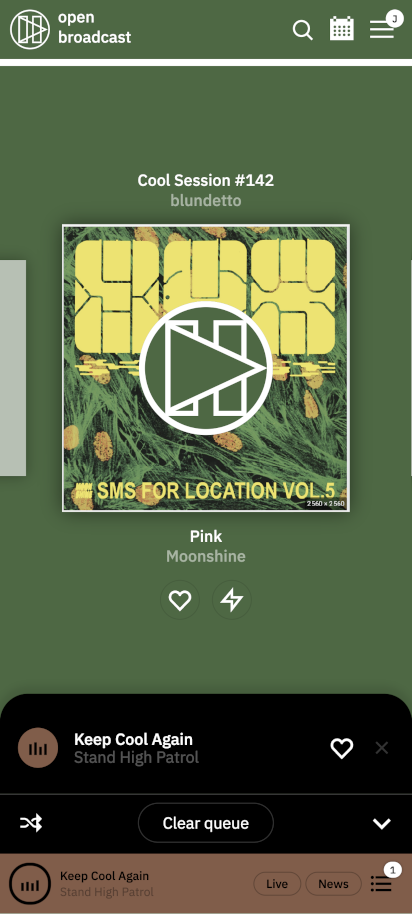 open
broadcast
J
Cool Session #142
blundetto
SMS FOR LOCATION VOL.5
2560 × 2560
Pink
Moonshine
Keep Cool Again
Stand High Patrol
Clear queue
Keep Cool Again
Stand High Patrol
Live
News
1